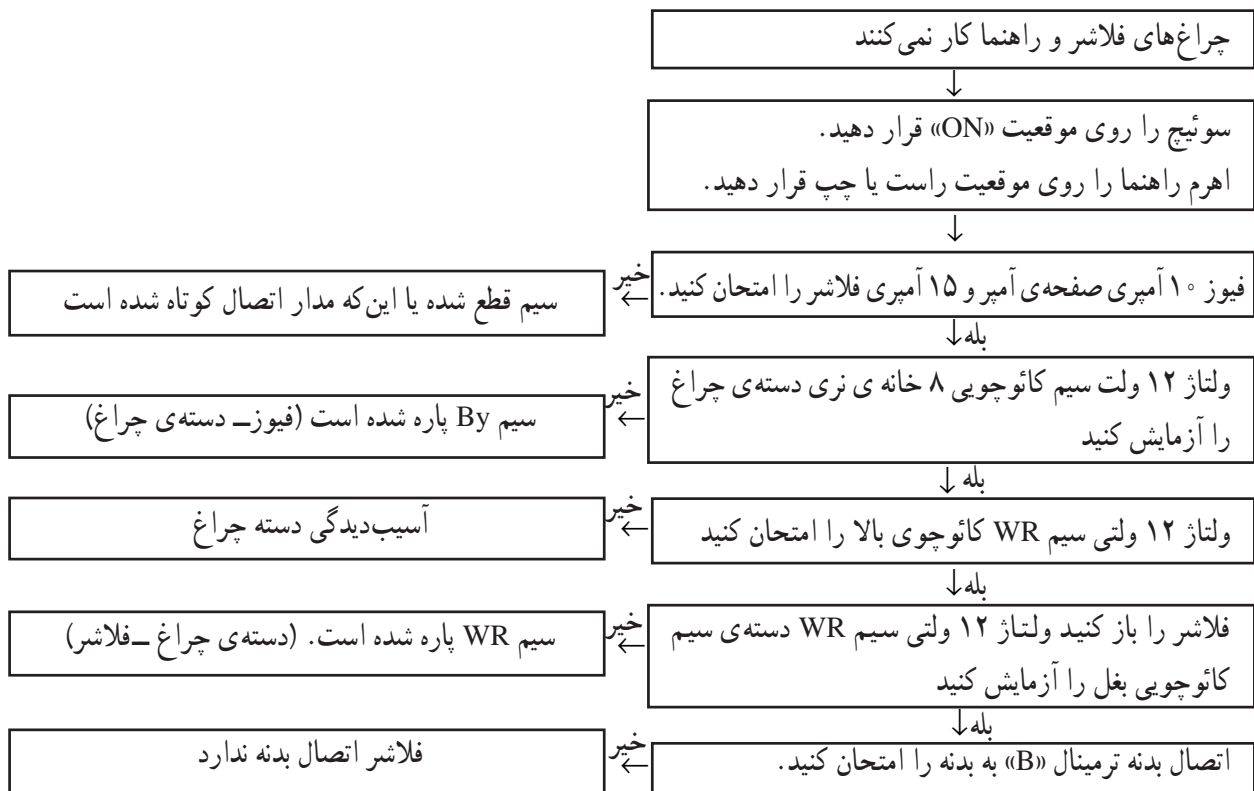 چراغ‌های فلاشر و راهنما کار نمی‌کنند
↓
سوئیچ را روی موقعیت «ON» قرار دهید.
اهرم راهنما را روی موقعیت راست یا چپ قرار دهید.
↓
فیوز ۱۰ آمپری صفحه‌ی آمپر و ۱۵ آمپری فلاشر را امتحان کنید.
خیر ←
سیم قطع شده یا این‌که مدار اتصال کوتاه شده است
بله ↓
ولتاژ ۱۲ ولت سیم کائوچویی ۸ خانه ی نری دسته‌ی چراغ
را آزمایش کنید
خیر ←
سیم By پاره شده است (فیوزــ دسته‌ی چراغ)
بله ↓
ولتاژ ۱۲ ولتی سیم WR کائوچوی بالا را امتحان کنید
خیر ←
آسیب‌دیدگی دسته چراغ
بله ↓
فلاشر را باز کنید ولتاژ ۱۲ ولتی سیم WR دسته‌ی سیم
کائوچویی بغل را آزمایش کنید
خیر ←
سیم WR پاره شده است. (دسته‌ی چراغ ــفلاشر)
بله ↓
اتصال بدنه ترمینال «B» به بدنه را امتحان کنید.
خیر ←
فلاشر اتصال بدنه ندارد